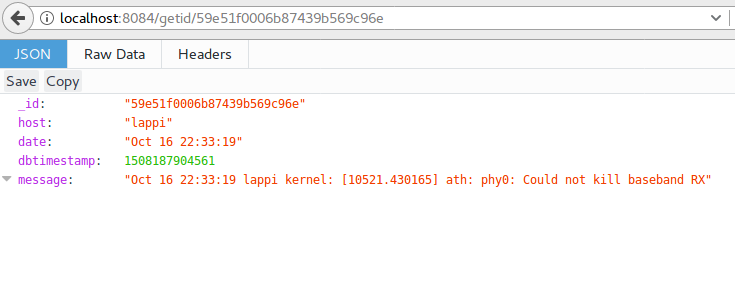 localhost:8084/getid/59e51f0006b87439b569c96e
JSON Raw Data Headers
Save Copy
_id: "59e51f0006b87439b569c96e"
host: "lappi"
date: "Oct 16 22:33:19"
dbtimestamp: 1508187904561
message: "Oct 16 22:33:19 lappi kernel: [10521.430165] ath: phy0: Could not kill baseband RX"